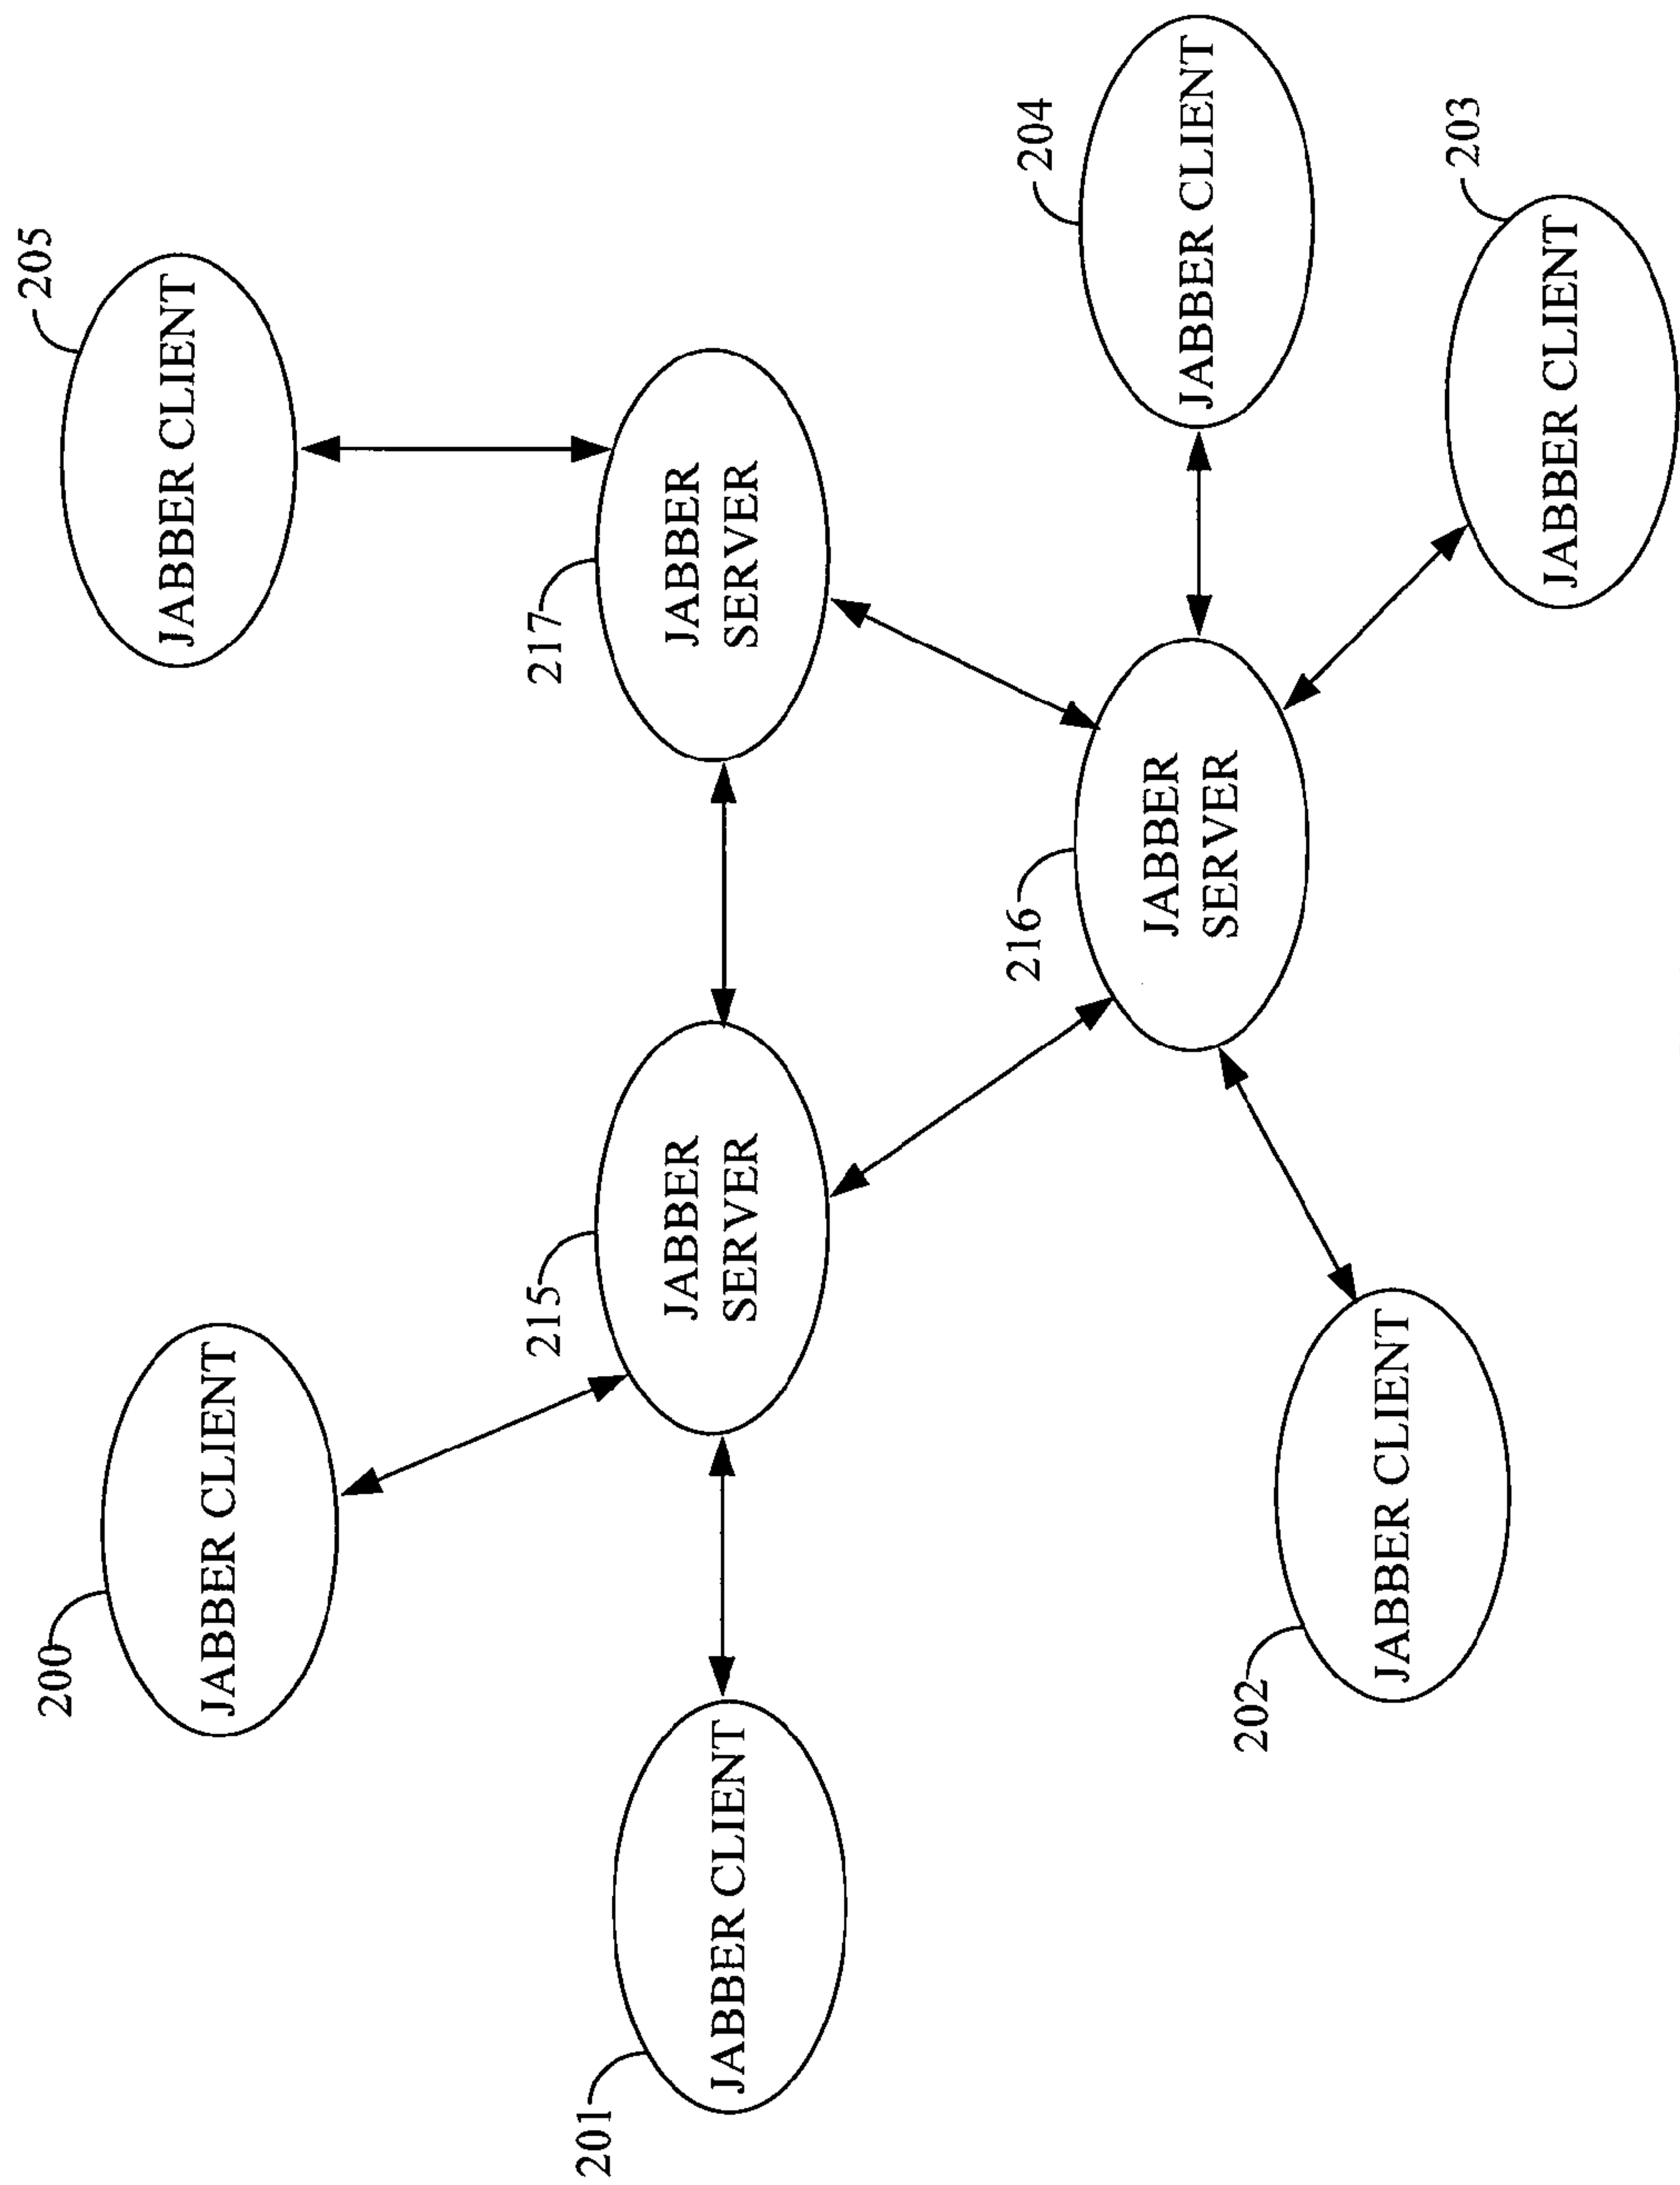 200
JABBER CLIENT
205
JABBER CLIENT
201
JABBER CLIENT
215
JABBER
SERVER
217
JABBER
SERVER
216
JABBER
SERVER
204
JABBER CLIENT
202
JABBER CLIENT
203
JABBER CLIENT